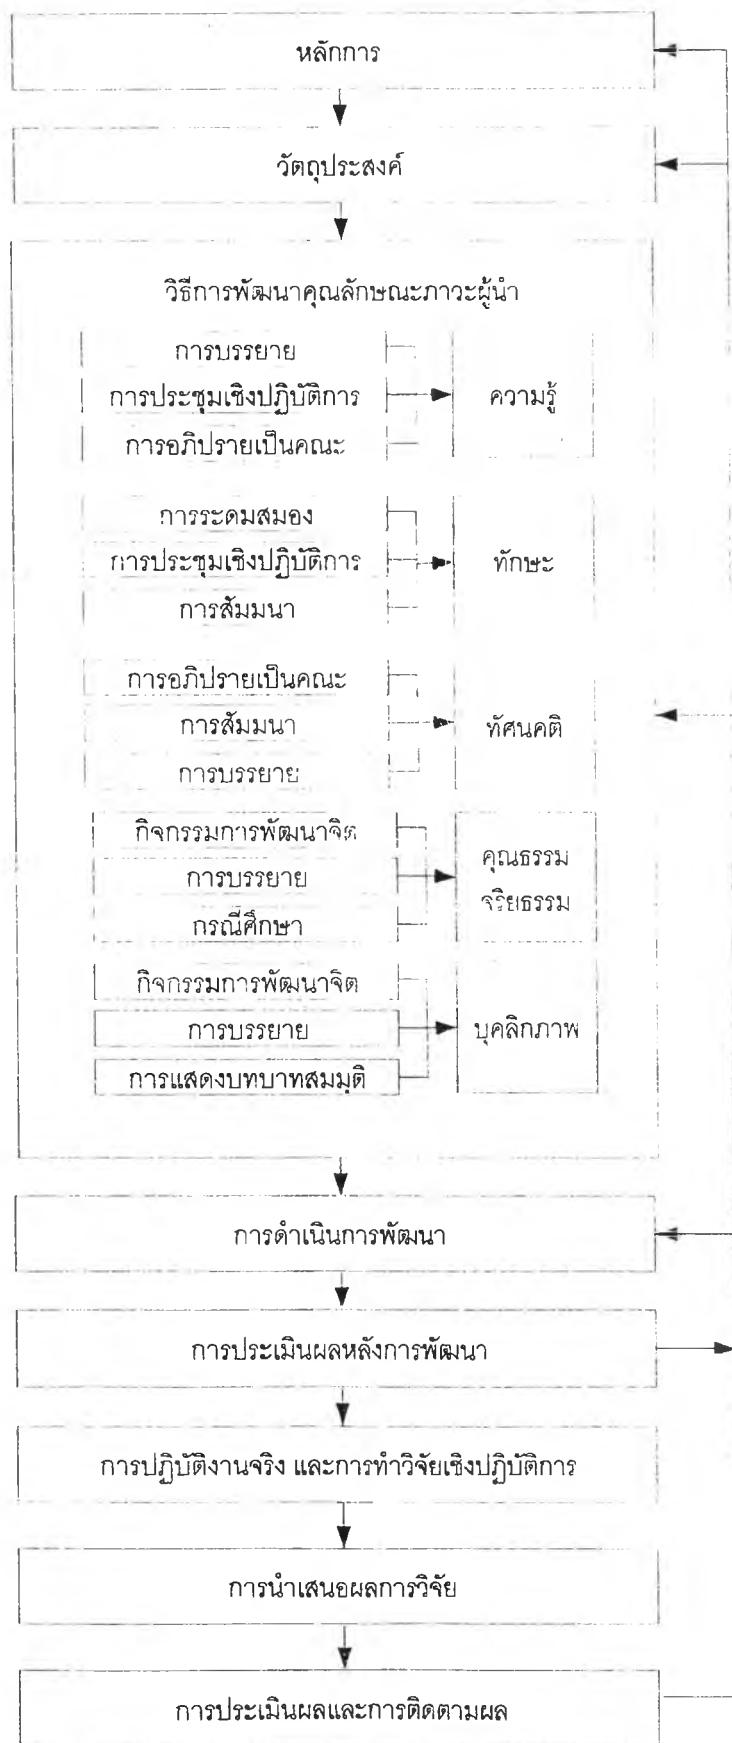 หลักการ
วัตถุประสงค์
วิธีการพัฒนาคุณลักษณะภาวะผู้นำ
การบรรยาย
การประชุมเชิงปฏิบัติการ
การอภิปรายเป็นคณะ
ความรู้
การระดมสมอง
การประชุมเชิงปฏิบัติการ
การสัมมนา
ทักษะ
การอภิปรายเป็นคณะ
การสัมมนา
การบรรยาย
ทัศนคติ
กิจกรรมการพัฒนาจิต
การบรรยาย
กรณีศึกษา
คุณธรรม
จริยธรรม
กิจกรรมการพัฒนาจิต
การบรรยาย
การแสดงบทบาทสมมุติ
บุคลิกภาพ
การดำเนินการพัฒนา
การประเมินผลหลังการพัฒนา
การปฏิบัติงานจริง และการทำวิจัยเชิงปฏิบัติการ
การนำเสนอผลการวิจัย
การประเมินผลและการติดตามผล